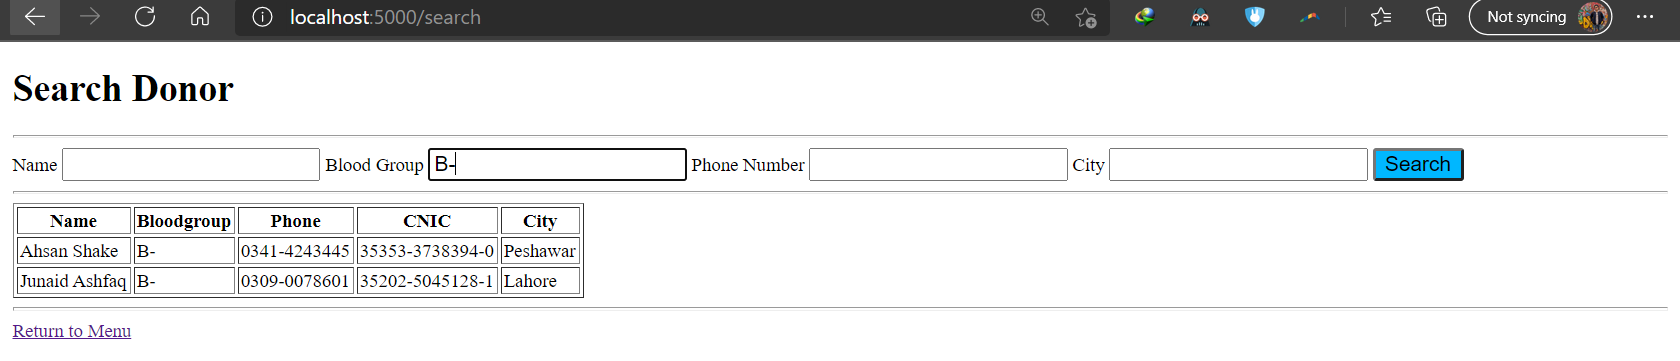 localhost:5000/search Not syncing
Search Donor
Name Blood Group B- Phone Number City Search
Name Bloodgroup Phone CNIC City
Ahsan Shake B- 0341-4243445 35353-3738394-0 Peshawar
Junaid Ashfaq B- 0309-0078601 35202-5045128-1 Lahore
Return to Menu